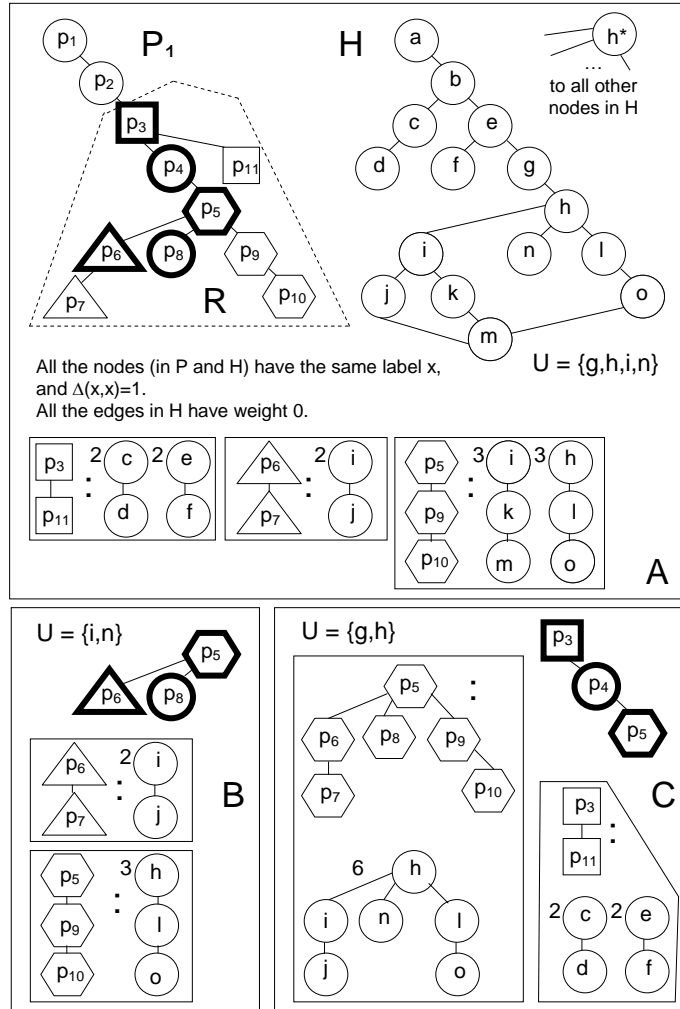 P₁
H
p₁
p₂
p₃
p₄
p₁₁
p₅
p₆
p₈
p₉
p₇
p₁₀
R
a
b
c
e
d
f
g
h
i
n
l
j
k
o
m
h*
...
to all other
nodes in H
U = {g,h,i,n}
All the nodes (in P and H) have the same label x,
and Δ(x,x)=1.
All the edges in H have weight 0.
p₃ : 2 c 2 e
p₁₁ d f
p₆ : 2 i
p₇ j
p₅ : 3 i 3 h
p₉ k l
p₁₀ m o
A
U = {i,n}
p₅
p₆ p₈
p₆ : 2 i
p₇ j
B
p₅ : 3 h
p₉ l
p₁₀ o
U = {g,h}
p₅ :
p₆ p₈ p₉
p₇ p₁₀
6 h
i n l
j o
p₃
p₄
p₅
C
p₃ :
p₁₁
2 c 2 e
d f